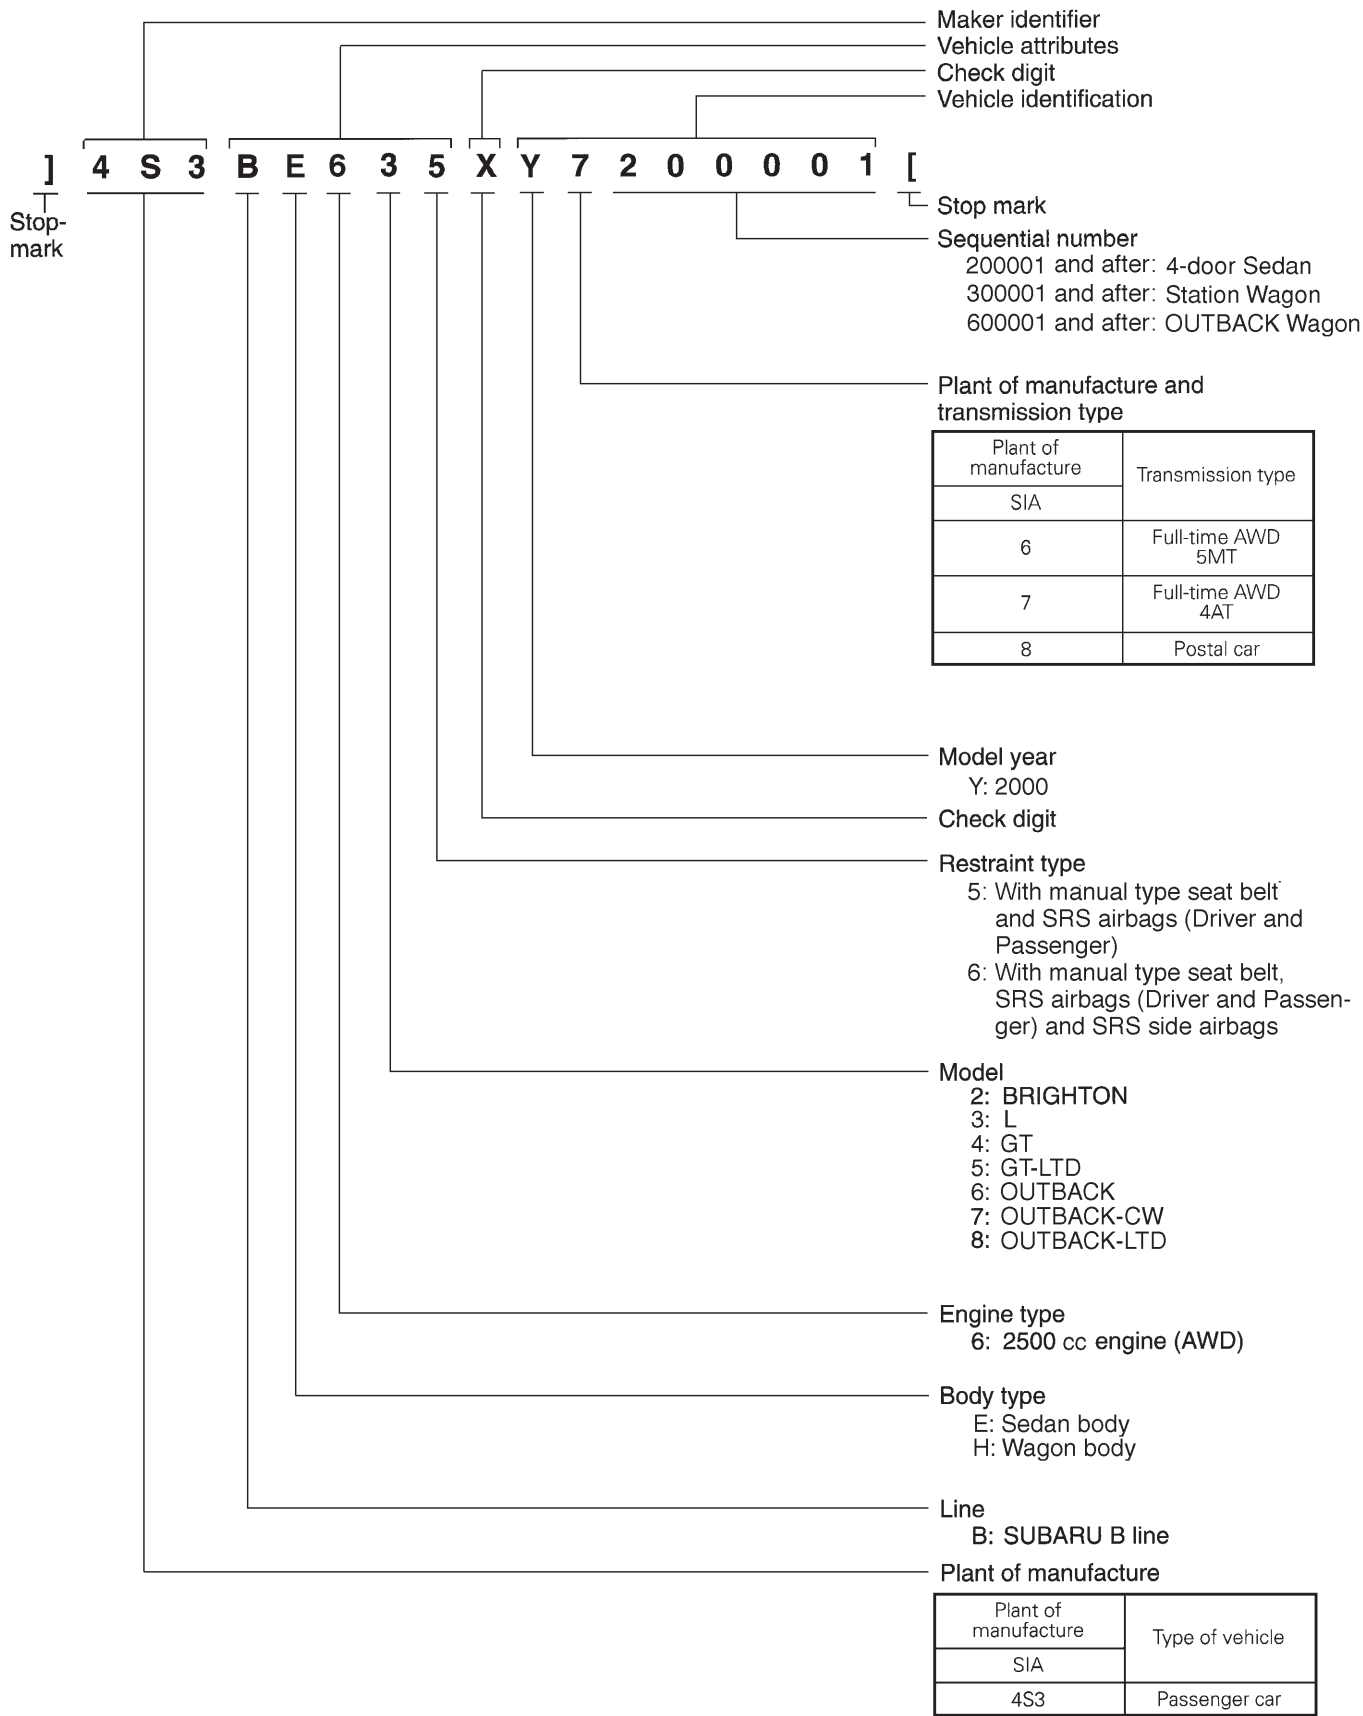 Maker identifier
Vehicle attributes
Check digit
Vehicle identification
] 4 S 3 B E 6 3 5 X Y 7 2 0 0 0 0 1 [
Stop-
mark
Stop mark
Sequential number
200001 and after: 4-door Sedan
300001 and after: Station Wagon
600001 and after: OUTBACK Wagon
Plant of manufacture and
transmission type
Plant of
manufacture
Transmission type
SIA
6
Full-time AWD
5MT
7
Full-time AWD
4AT
8
Postal car
Model year
Y: 2000
Check digit
Restraint type
5: With manual type seat belt
and SRS airbags (Driver and
Passenger)
6: With manual type seat belt,
SRS airbags (Driver and Passen-
ger) and SRS side airbags
Model
2: BRIGHTON
3: L
4: GT
5: GT-LTD
6: OUTBACK
7: OUTBACK-CW
8: OUTBACK-LTD
Engine type
6: 2500 cc engine (AWD)
Body type
E: Sedan body
H: Wagon body
Line
B: SUBARU B line
Plant of manufacture
Plant of
manufacture
Type of vehicle
SIA
4S3
Passenger car